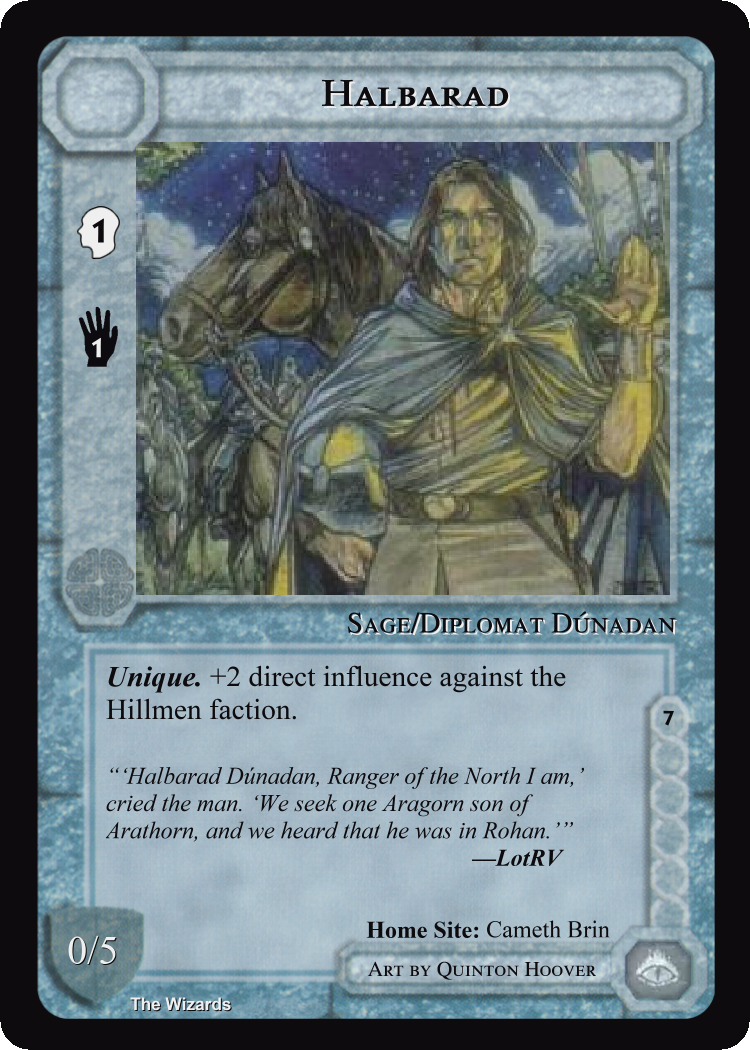 Halbarad
1
1
Sage/Diplomat Dúnadan
Unique. +2 direct influence against the
Hillmen faction.
7
“‘Halbarad Dúnadan, Ranger of the North I am,’
cried the man. ‘We seek one Aragorn son of
Arathorn, and we heard that he was in Rohan.’”
—LotRV
Home Site: Cameth Brin
0/5
Art by Quinton Hoover
The Wizards